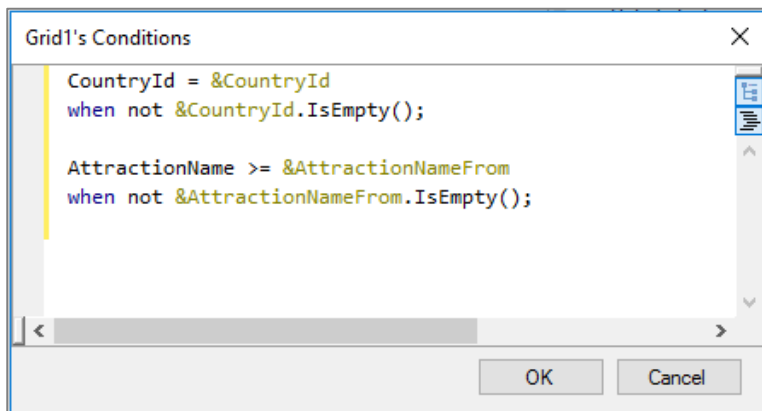 Grid1's Conditions
CountryId = &CountryId
when not &CountryId.IsEmpty();
AttractionName >= &AttractionNameFrom
when not &AttractionNameFrom.IsEmpty();
OK
Cancel